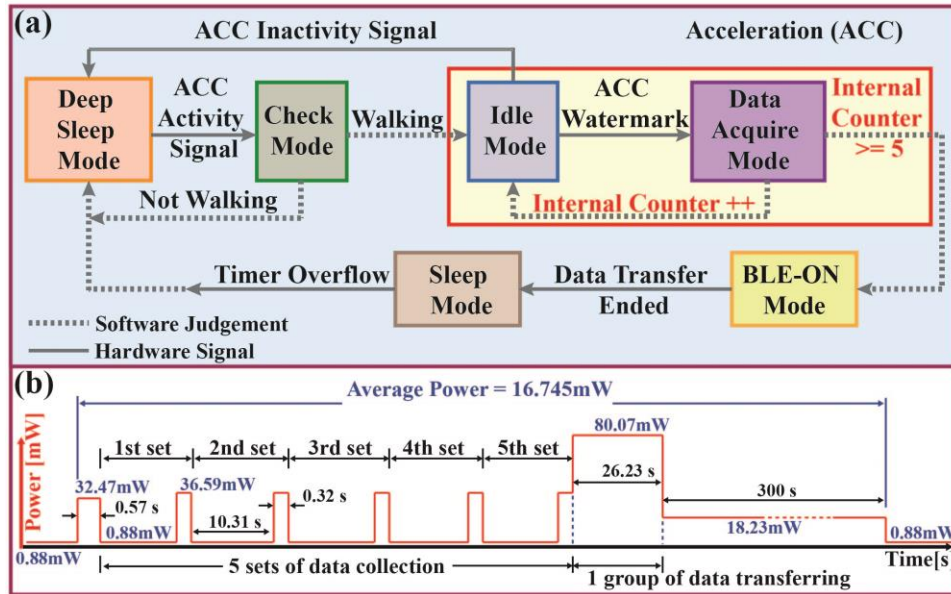 (a)
ACC Inactivity Signal
Acceleration (ACC)
Deep
Sleep
Mode
ACC
Activity
Signal
Check
Mode
Walking
Idle
Mode
ACC
Watermark
Data
Acquire
Mode
Internal
Counter
>= 5
Not Walking
Internal Counter ++
Timer Overflow
Sleep
Mode
Data Transfer
Ended
BLE-ON
Mode
Software Judgement
Hardware Signal
(b)
Average Power = 16.745mW
Power [mW]
80.07mW
1st set
2nd set
3rd set
4th set
5th set
32.47mW
36.59mW
26.23 s
0.57 s
0.32 s
300 s
0.88mW
10.31 s
18.23mW
0.88mW
0.88mW
Time[s]
5 sets of data collection
1 group of data transferring